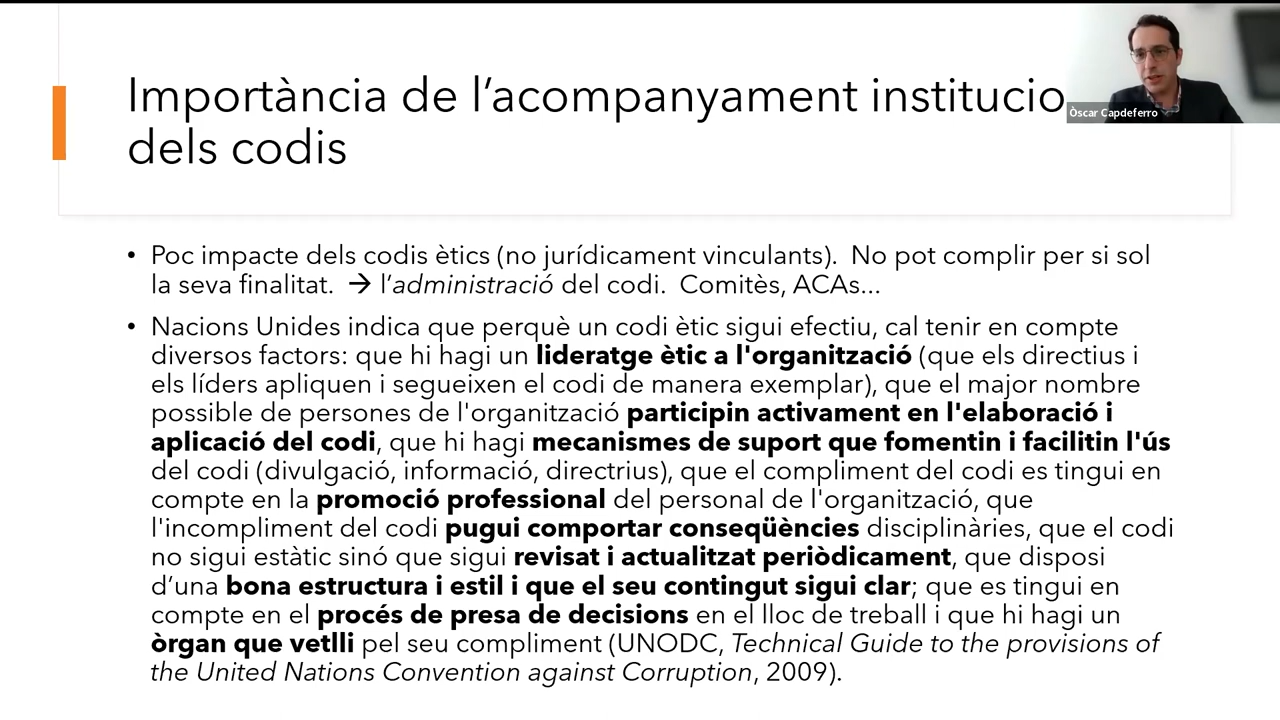 Importància de l’acompanyament institucio
dels codis
Òscar Capdeferro
• Poc impacte dels codis ètics (no jurídicament vinculants).  No pot complir per si sol
la seva finalitat.  → l’administració del codi.  Comitès, ACAs...
• Nacions Unides indica que perquè un codi ètic sigui efectiu, cal tenir en compte
diversos factors: que hi hagi un lideratge ètic a l'organització (que els directius i
els líders apliquen i segueixen el codi de manera exemplar), que el major nombre
possible de persones de l'organització participin activament en l'elaboració i
aplicació del codi, que hi hagi mecanismes de suport que fomentin i facilitin l'ús
del codi (divulgació, informació, directrius), que el compliment del codi es tingui en
compte en la promoció professional del personal de l'organització, que
l'incompliment del codi pugui comportar conseqüències disciplinàries, que el codi
no sigui estàtic sinó que sigui revisat i actualitzat periòdicament, que disposi
d’una bona estructura i estil i que el seu contingut sigui clar; que es tingui en
compte en el procés de presa de decisions en el lloc de treball i que hi hagi un
òrgan que vetlli pel seu compliment (UNODC, Technical Guide to the provisions of
the United Nations Convention against Corruption, 2009).